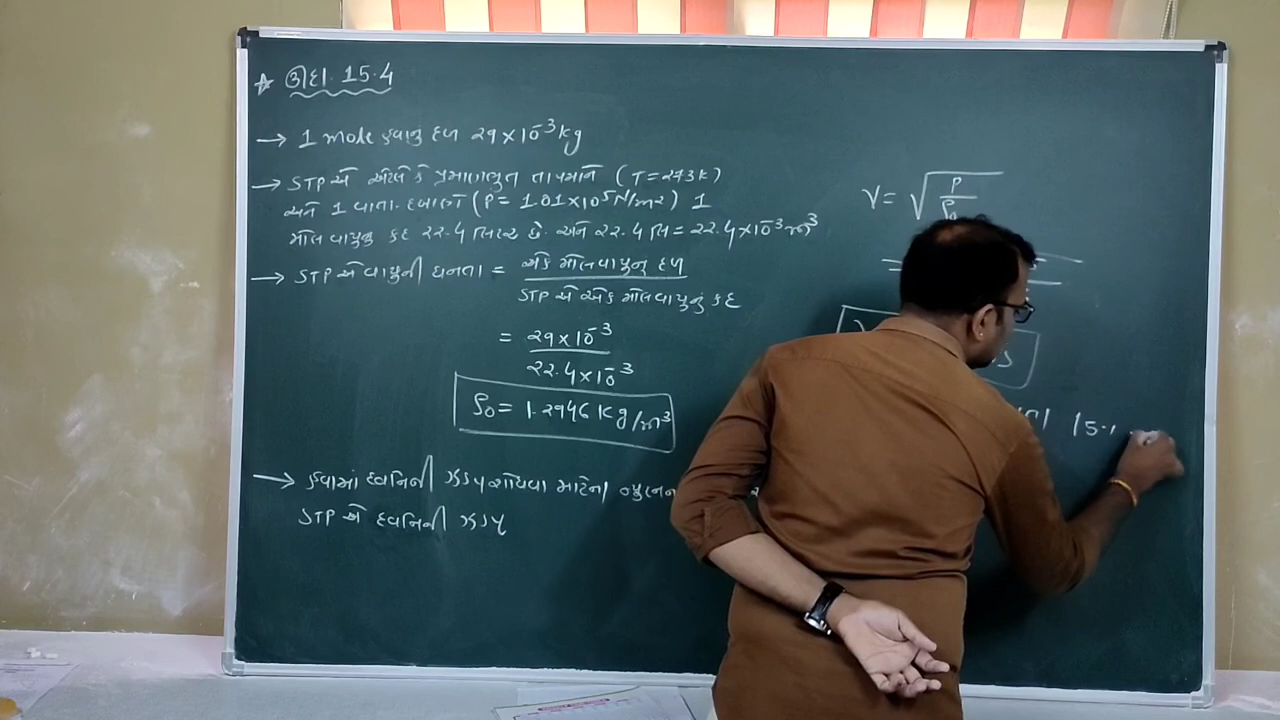 ઉદા. 15.4
→ 1 mole હવાનું દળ 29×10⁻³ kg
→ STP એ એટલે કે પ્રમાણભૂત તાપમાને (T=273K)
અને 1 વાતા. દબાણે (P= 1.01×10⁵ N/m2) 1
મોલ વાયુનું કદ 22.4 લિટર છે. અને 22.4 લિ = 22.4×10⁻³ m³
→ STP એ વાયુની ઘનતા = એક મોલ વાયુનું દળ
STP એ એક મોલ વાયુનું કદ
= 29×10⁻³
22.4×10⁻³
ρ₀= 1.2946 kg/m³
→ હવામાં ધ્વનિની ઝડપ શોધવા માટેના ન્યુટનન
STP એ ધ્વનિની ઝડપ
v = √ P
15.